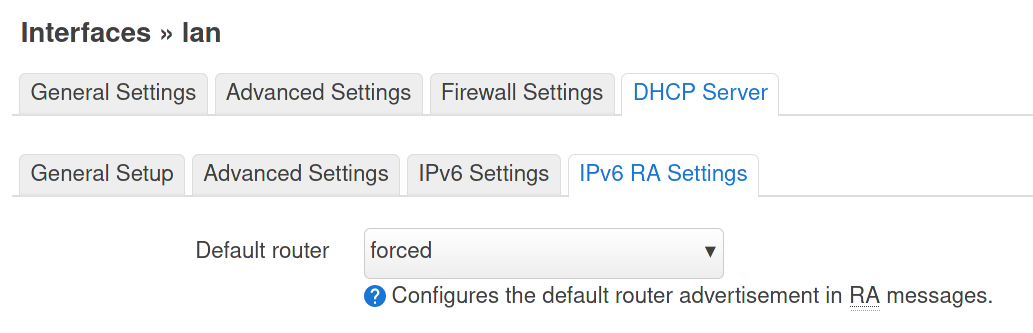 Interfaces » lan
General Settings Advanced Settings Firewall Settings DHCP Server
General Setup Advanced Settings IPv6 Settings IPv6 RA Settings
Default router forced ▼
? Configures the default router advertisement in RA messages.